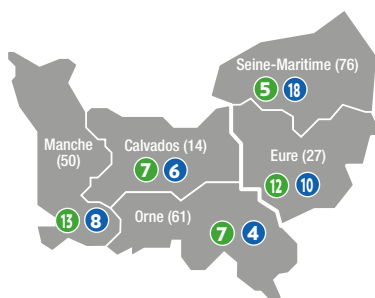 Seine-Maritime (76)
5 18
Manche
(50)
Calvados (14)
7 6
Eure (27)
12 10
Orne (61)
13 8
7 4